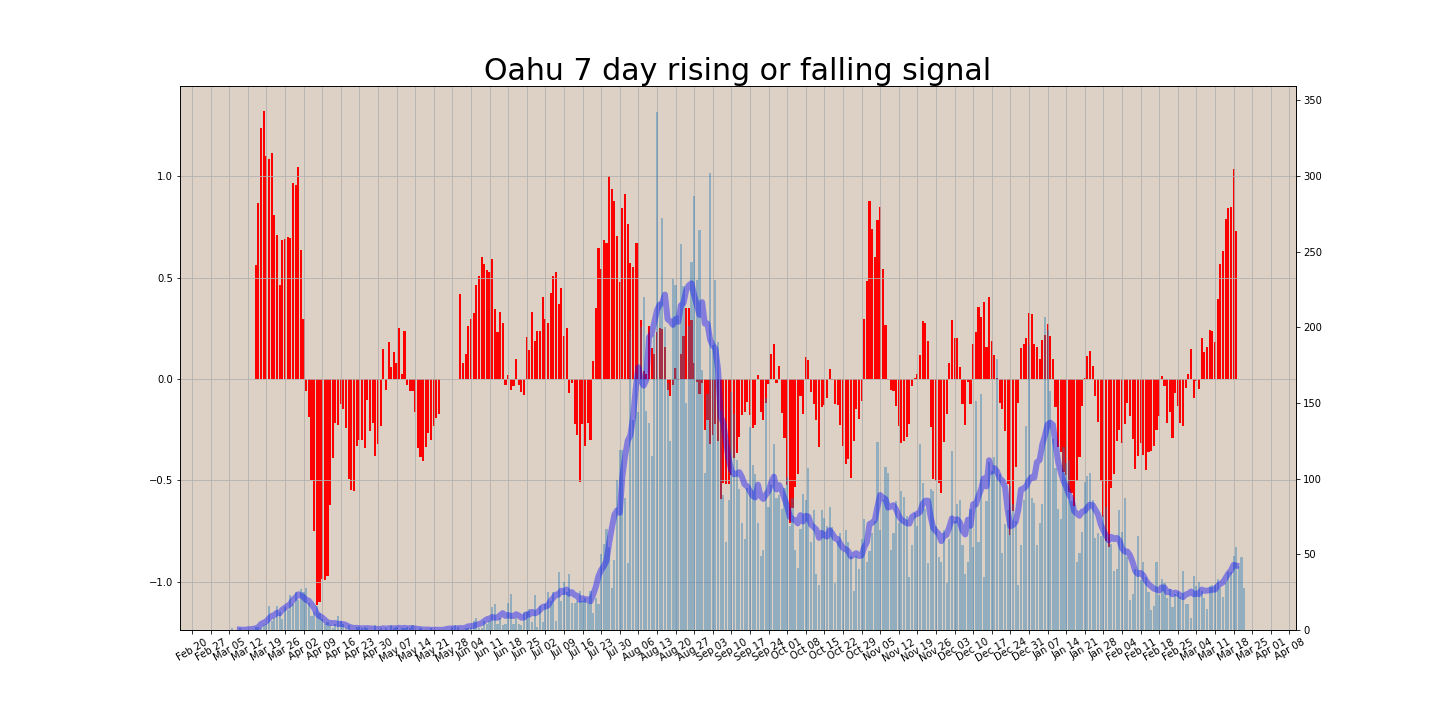 Oahu 7 day rising or falling signal
1.0
0.5
0.0
−0.5
−1.0
350
300
250
200
150
100
50
0
Feb 20
Feb 27
Mar 05
Mar 12
Mar 19
Mar 26
Apr 02
Apr 09
Apr 16
Apr 23
Apr 30
May 07
May 14
May 21
May 28
Jun 04
Jun 11
Jun 18
Jun 25
Jul 02
Jul 09
Jul 16
Jul 23
Jul 30
Aug 06
Aug 13
Aug 20
Aug 27
Sep 03
Sep 10
Sep 17
Sep 24
Oct 01
Oct 08
Oct 15
Oct 22
Oct 29
Nov 05
Nov 12
Nov 19
Nov 26
Dec 03
Dec 10
Dec 17
Dec 24
Dec 31
Jan 07
Jan 14
Jan 21
Jan 28
Feb 04
Feb 11
Feb 18
Feb 25
Mar 04
Mar 11
Mar 18
Mar 25
Apr 01
Apr 08